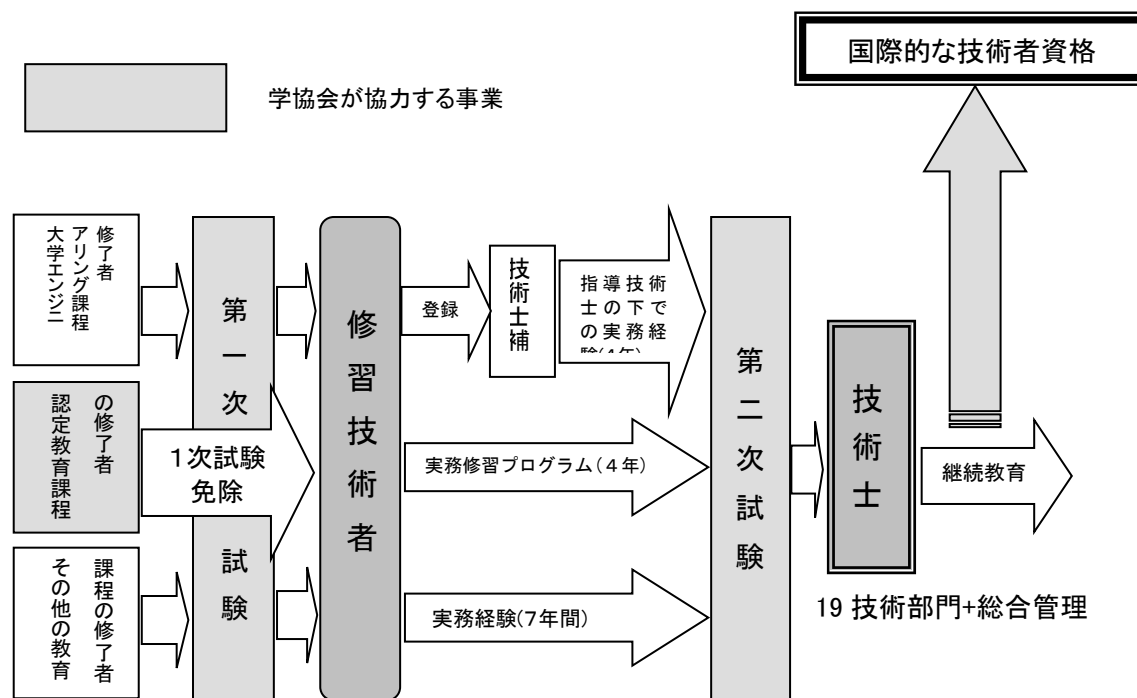 国際的な技術者資格
学協会が協力する事業
大学エンジニ
アリング課程
修了者
認定教育課程
の修了者
その他の教育
課程の修了者
第一次試験
1次試験
免除
修習技術者
登録
技術士補
指導技術
士の下で
の実務経
験(4年)
実務修習プログラム(4年)
実務経験(7年間)
第二次試験
技術士
継続教育
19 技術部門+総合管理